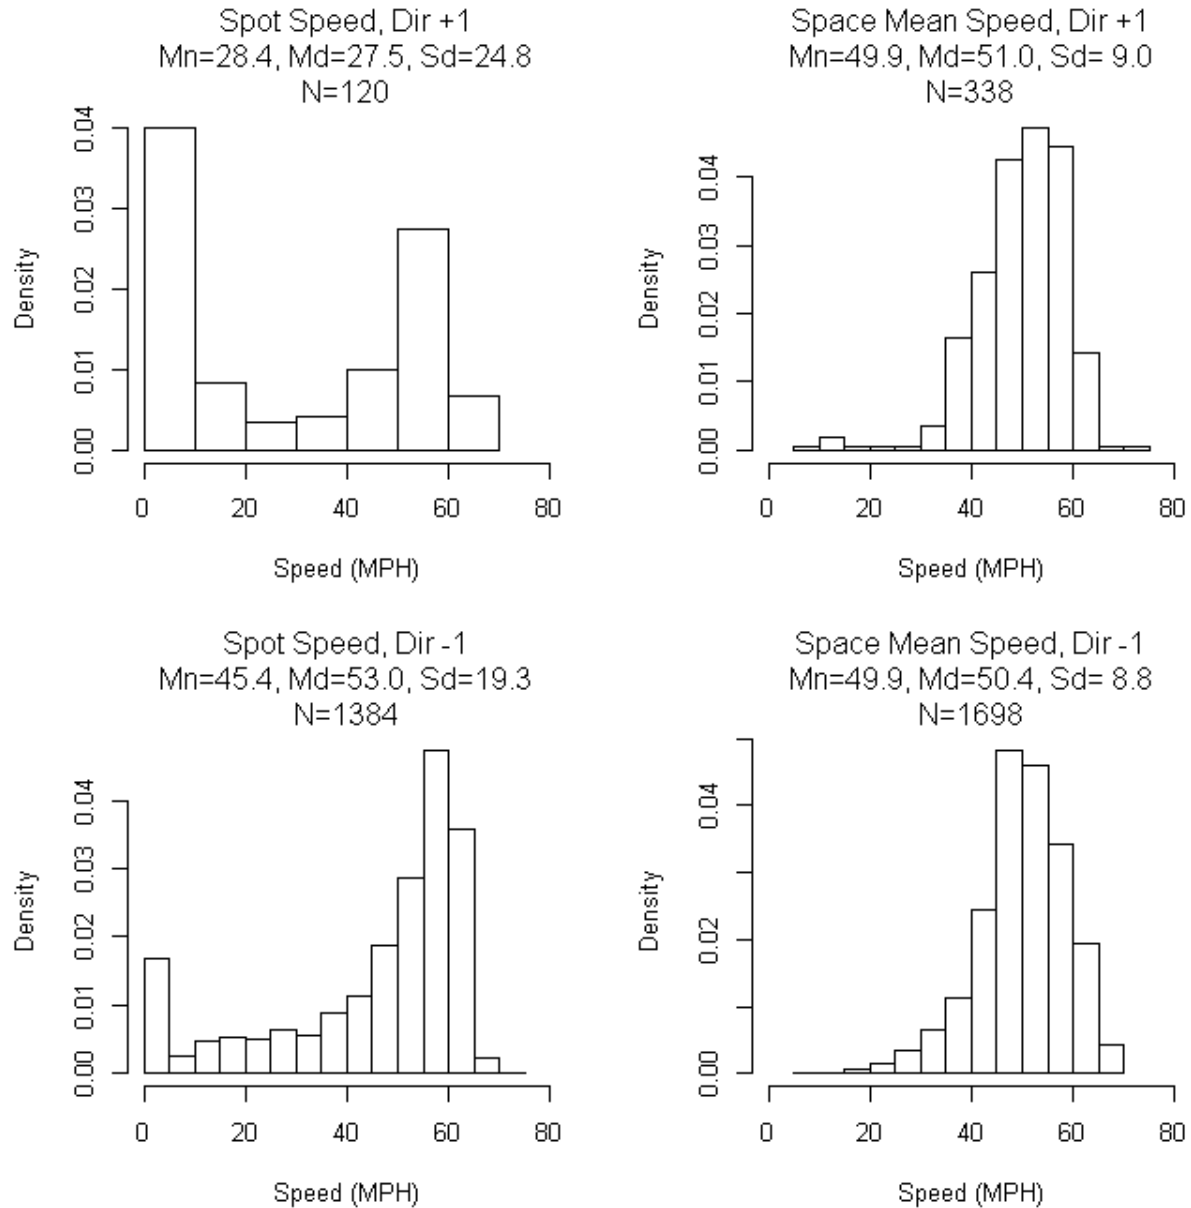 Spot Speed, Dir +1
Mn=28.4, Md=27.5, Sd=24.8
N=120
Density
0.00 0.01 0.02 0.03 0.04
0 20 40 60 80
Speed (MPH)
Space Mean Speed, Dir +1
Mn=49.9, Md=51.0, Sd= 9.0
N=338
Density
0.00 0.01 0.02 0.03 0.04
0 20 40 60 80
Speed (MPH)
Spot Speed, Dir -1
Mn=45.4, Md=53.0, Sd=19.3
N=1384
Density
0.00 0.01 0.02 0.03 0.04
0 20 40 60 80
Speed (MPH)
Space Mean Speed, Dir -1
Mn=49.9, Md=50.4, Sd= 8.8
N=1698
Density
0.00 0.02 0.04
0 20 40 60 80
Speed (MPH)